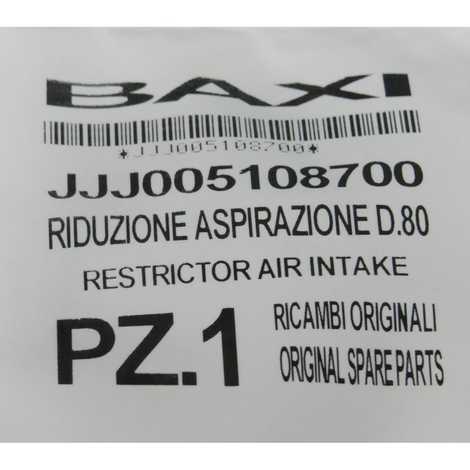 BAXI
*JJJ005108700*
JJJ005108700
RIDUZIONE ASPIRAZIONE D.80
RESTRICTOR AIR INTAKE
PZ.1
RICAMBI ORIGINALI
ORIGINAL SPARE PARTS